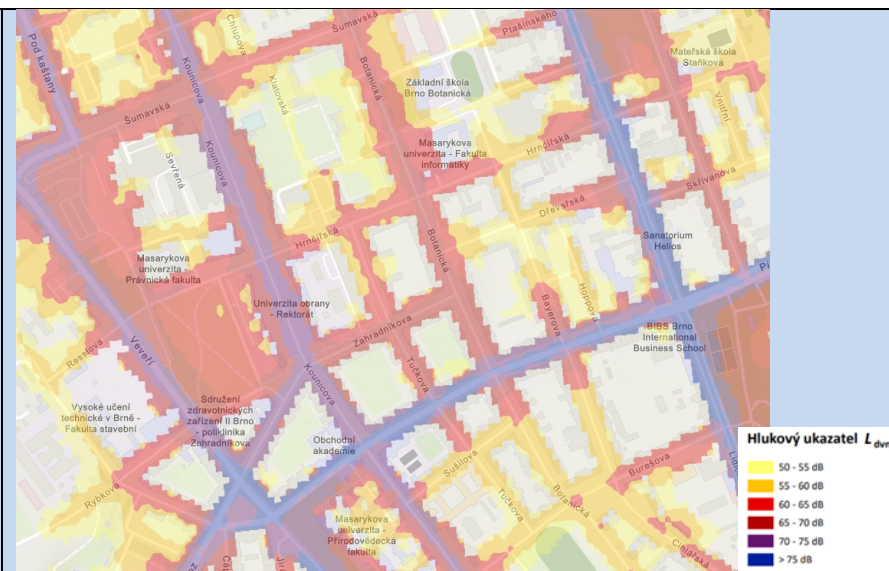 Chlupova
Šumavská
Ptašinského
Pod kaštany
Kounicova
Botanická
Mateřská škola
Staňkova
Klatovská
Základní škola
Brno Botanická
Vnitřní
Šumavská
Sevřená
Kounicova
Masarykova
univerzita - Fakulta
informatiky
Hrnčířská
Skřivanova
Dřevařská
Hrnčířská
Botanická
Sanatorium
Helios
Masarykova
univerzita -
Právnická fakulta
Univerzita obrany
- Rektorát
Bayerova
Hoppovy
Zahradníkova
BIBS Brno
International
Business School
Resslova
Veveří
Kounicova
Tučkova
Vysoké učení
technické v Brně -
Fakulta stavební
Sdružení
zdravotnických
zařízení II Brno
- poliklinika
Zahradníkova
Obchodní
akademie
Hlukový ukazatel L dvn
Sušilova
Burešova
50 - 55 dB
55 - 60 dB
60 - 65 dB
65 - 70 dB
70 - 75 dB
> 75 dB
Rybkova
Tučkova
Botanická
Masarykova
univerzita -
Přírodovědecká
fakulta
Cihlářská